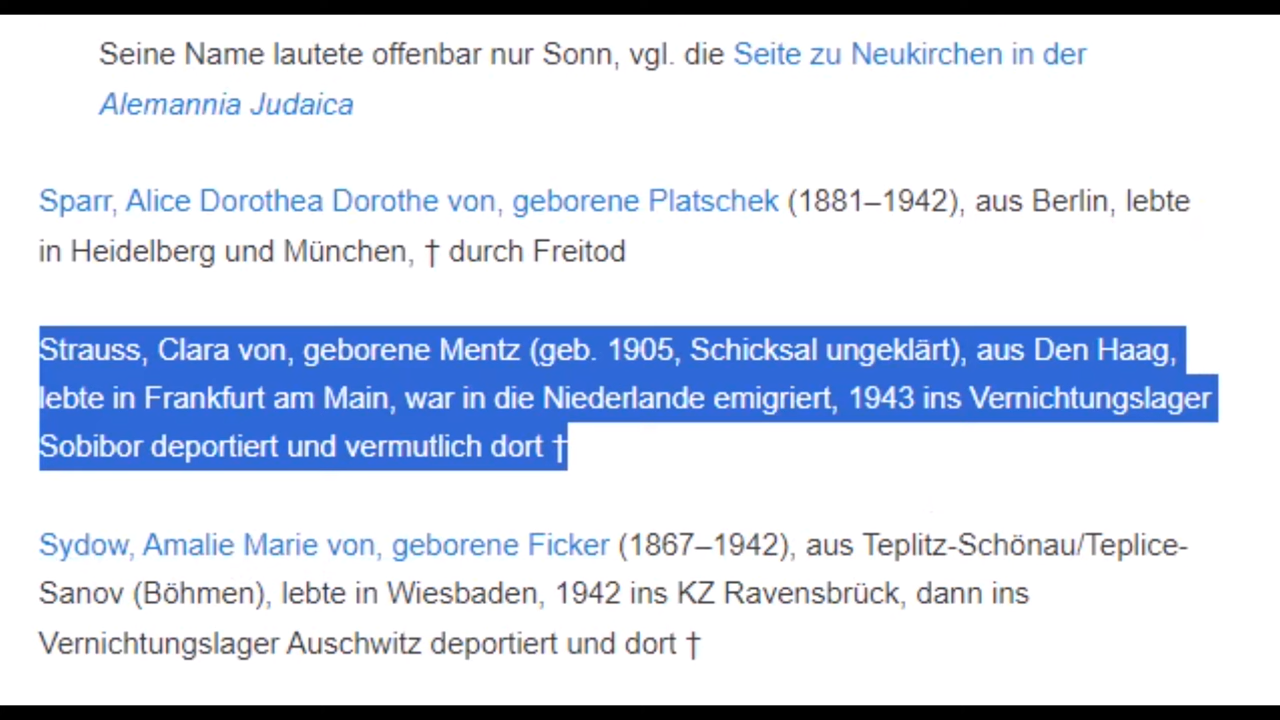 Seine Name lautete offenbar nur Sonn, vgl. die Seite zu Neukirchen in der
Alemannia Judaica
Sparr, Alice Dorothea Dorothe von, geborene Platschek (1881–1942), aus Berlin, lebte
in Heidelberg und München, † durch Freitod
Strauss, Clara von, geborene Mentz (geb. 1905, Schicksal ungeklärt), aus Den Haag,
lebte in Frankfurt am Main, war in die Niederlande emigriert, 1943 ins Vernichtungslager
Sobibor deportiert und vermutlich dort †
Sydow, Amalie Marie von, geborene Ficker (1867–1942), aus Teplitz-Schönau/Teplice-
Sanov (Böhmen), lebte in Wiesbaden, 1942 ins KZ Ravensbrück, dann ins
Vernichtungslager Auschwitz deportiert und dort †